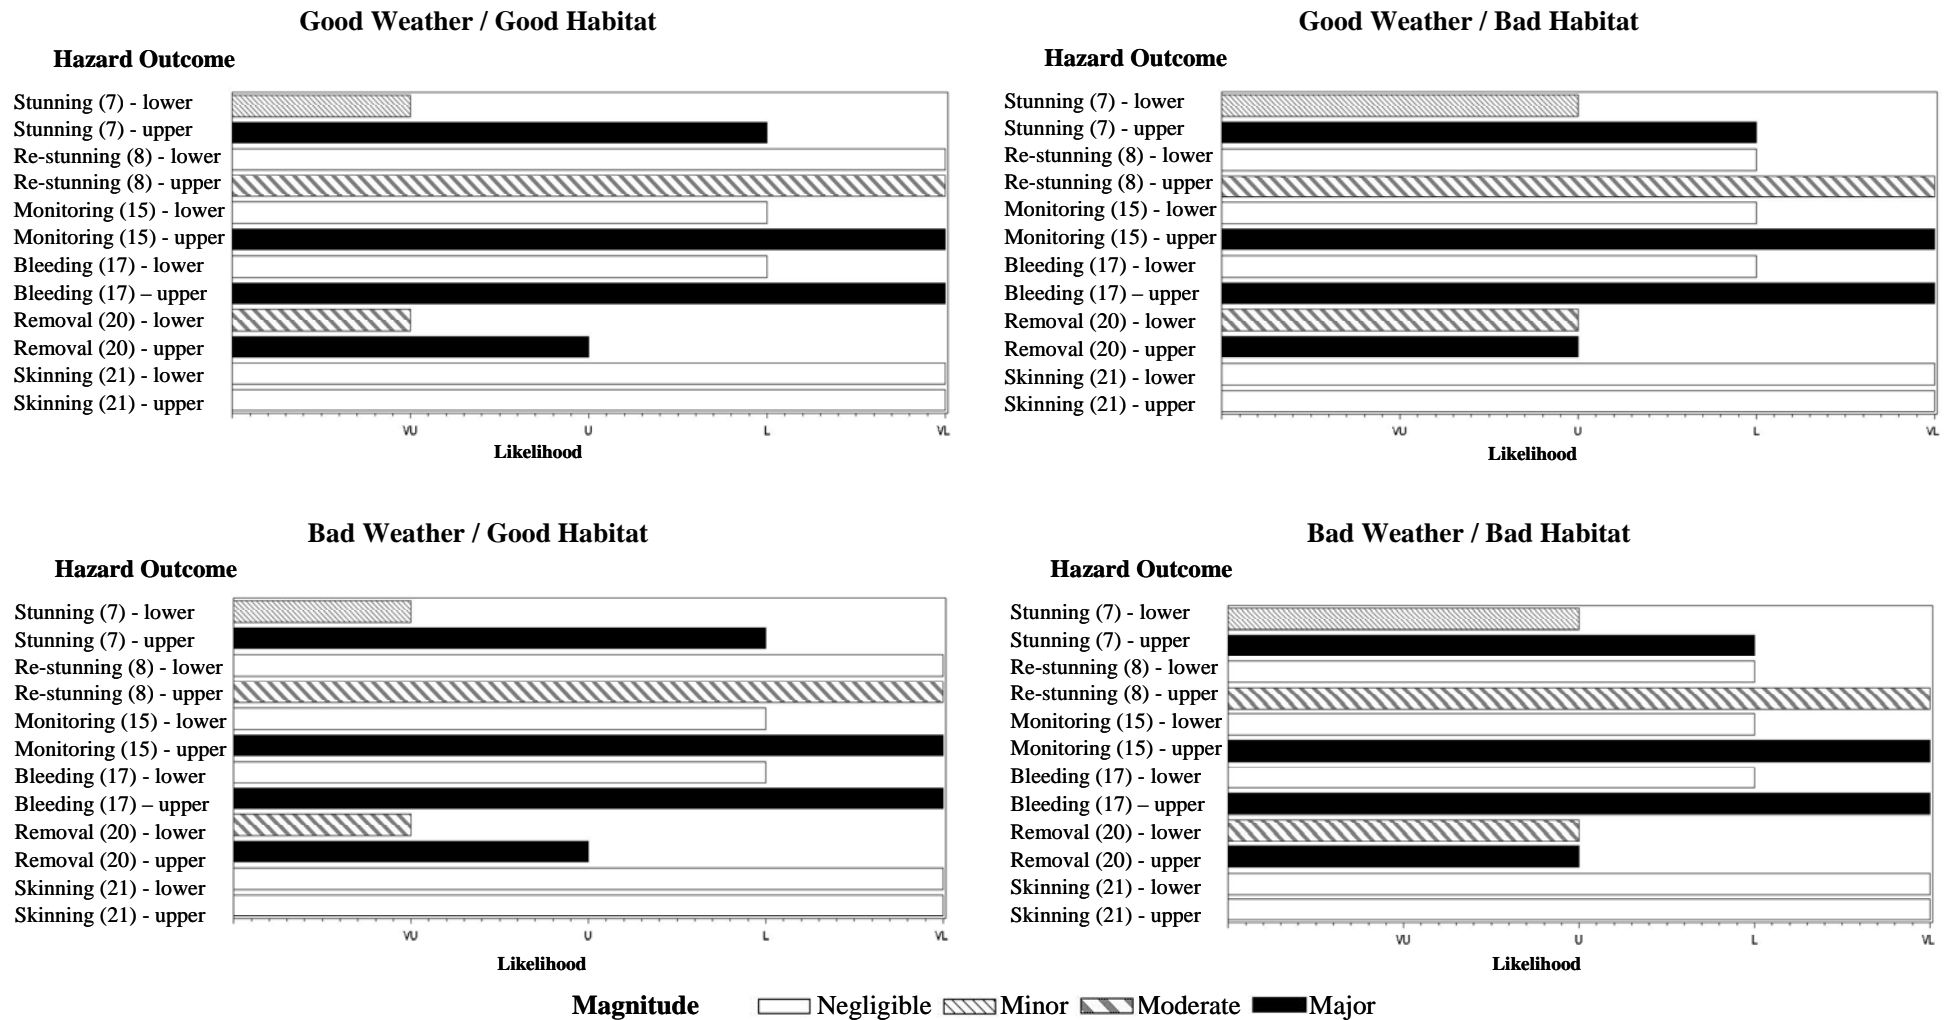 Good Weather / Good Habitat
Hazard Outcome
Stunning (7) - lower
Stunning (7) - upper
Re-stunning (8) - lower
Re-stunning (8) - upper
Monitoring (15) - lower
Monitoring (15) - upper
Bleeding (17) - lower
Bleeding (17) – upper
Removal (20) - lower
Removal (20) - upper
Skinning (21) - lower
Skinning (21) - upper
VU U L VL
Likelihood
Good Weather / Bad Habitat
Hazard Outcome
Stunning (7) - lower
Stunning (7) - upper
Re-stunning (8) - lower
Re-stunning (8) - upper
Monitoring (15) - lower
Monitoring (15) - upper
Bleeding (17) - lower
Bleeding (17) – upper
Removal (20) - lower
Removal (20) - upper
Skinning (21) - lower
Skinning (21) - upper
VU U L VL
Likelihood
Bad Weather / Good Habitat
Hazard Outcome
Stunning (7) - lower
Stunning (7) - upper
Re-stunning (8) - lower
Re-stunning (8) - upper
Monitoring (15) - lower
Monitoring (15) - upper
Bleeding (17) - lower
Bleeding (17) – upper
Removal (20) - lower
Removal (20) - upper
Skinning (21) - lower
Skinning (21) - upper
VU U L VL
Likelihood
Bad Weather / Bad Habitat
Hazard Outcome
Stunning (7) - lower
Stunning (7) - upper
Re-stunning (8) - lower
Re-stunning (8) - upper
Monitoring (15) - lower
Monitoring (15) - upper
Bleeding (17) - lower
Bleeding (17) – upper
Removal (20) - lower
Removal (20) - upper
Skinning (21) - lower
Skinning (21) - upper
VU U L VL
Likelihood
Magnitude Negligible Minor Moderate Major